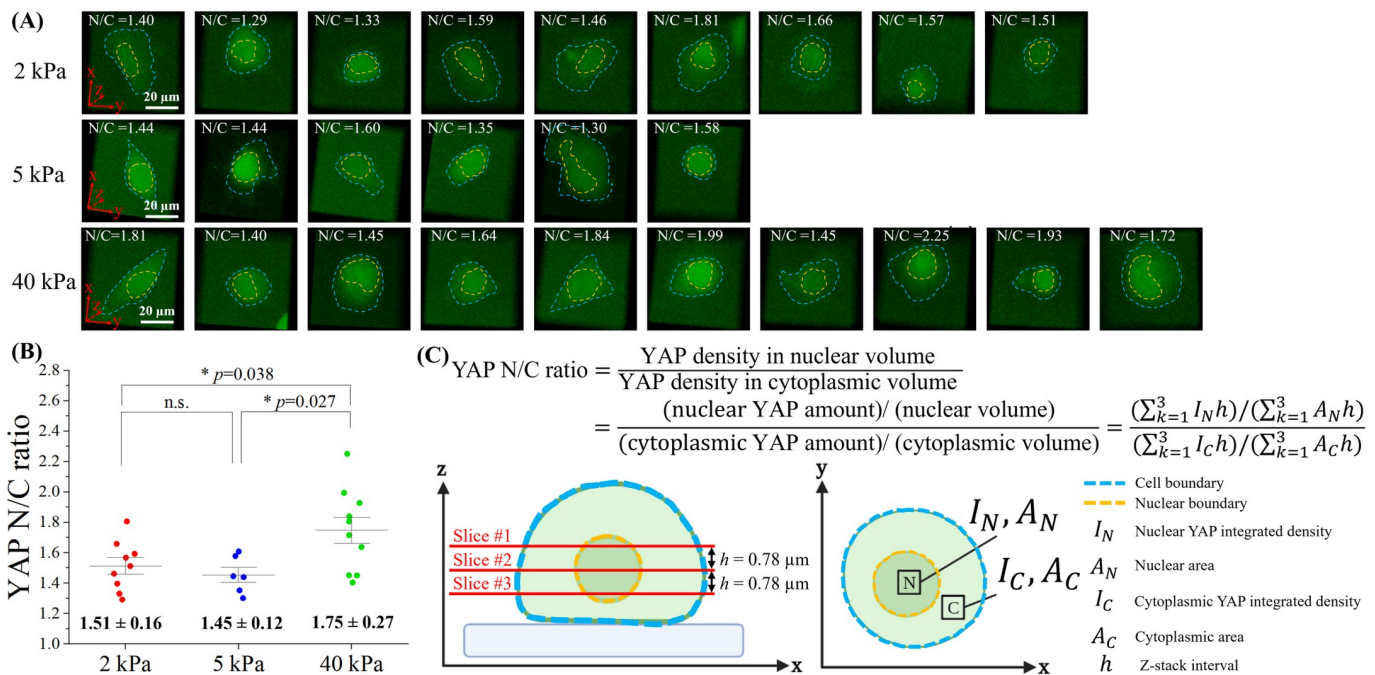 (A)
2 kPa
N/C =1.40 N/C =1.29 N/C =1.33 N/C =1.59 N/C =1.46 N/C =1.81 N/C =1.66 N/C =1.57 N/C =1.51
x
z
y
20 µm
5 kPa
N/C =1.44 N/C =1.44 N/C =1.60 N/C =1.35 N/C =1.30 N/C =1.58
x
z
y
20 µm
40 kPa
N/C=1.81 N/C =1.40 N/C =1.45 N/C =1.64 N/C =1.84 N/C =1.99 N/C =1.45 N/C=2.25 N/C =1.93 N/C =1.72
x
z
y
20 µm
(B)
YAP N/C ratio
2.8
2.6
2.4
2.2
2.0
1.8
1.6
1.4
1.2
1.0
* p=0.038
n.s.
* p=0.027
1.51 ± 0.16 1.45 ± 0.12 1.75 ± 0.27
2 kPa 5 kPa 40 kPa
(C)
YAP N/C ratio = YAP density in nuclear volume / YAP density in cytoplasmic volume
= (nuclear YAP amount)/ (nuclear volume) / (cytoplasmic YAP amount)/ (cytoplasmic volume) = (∑³ₖ₌₁ I_N h)/(∑³ₖ₌₁ A_N h) / (∑³ₖ₌₁ I_C h)/(∑³ₖ₌₁ A_C h)
z
Slice #1
Slice #2
Slice #3
h = 0.78 µm
h = 0.78 µm
x
y
I_N, A_N
I_C, A_C
N
C
x
Cell boundary
Nuclear boundary
I_N Nuclear YAP integrated density
A_N Nuclear area
I_C Cytoplasmic YAP integrated density
A_C Cytoplasmic area
h Z-stack interval